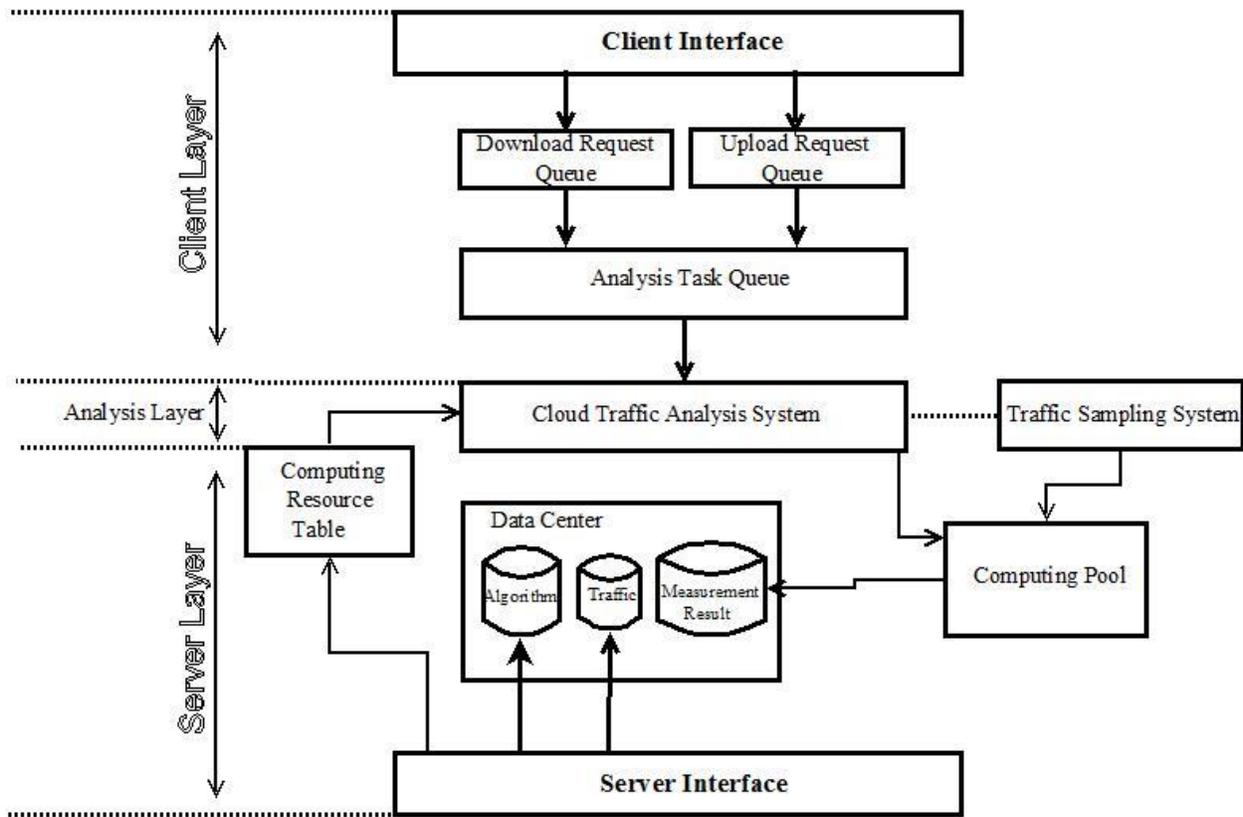 Client Interface
Client Layer
Download Request
Queue
Upload Request
Queue
Analysis Task Queue
Analysis Layer
Cloud Traffic Analysis System
Traffic Sampling System
Server Layer
Computing
Resource
Table
Data Center
Algorithm
Traffic
Measurement
Result
Computing Pool
Server Interface